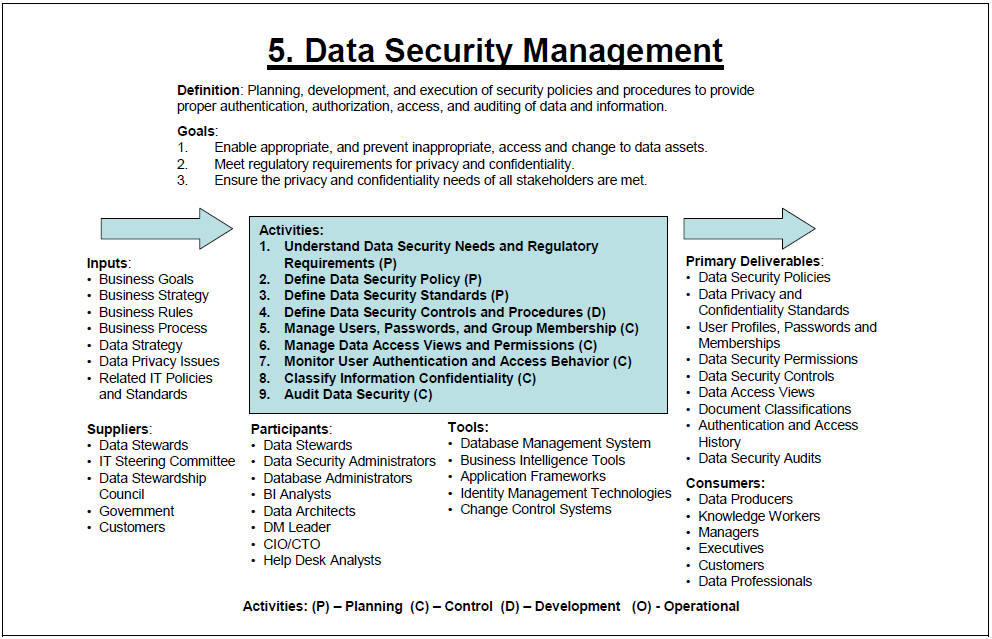 5. Data Security Management
Definition: Planning, development, and execution of security policies and procedures to provide
proper authentication, authorization, access, and auditing of data and information.
Goals:
1. Enable appropriate, and prevent inappropriate, access and change to data assets.
2. Meet regulatory requirements for privacy and confidentiality.
3. Ensure the privacy and confidentiality needs of all stakeholders are met.
Inputs:
• Business Goals
• Business Strategy
• Business Rules
• Business Process
• Data Strategy
• Data Privacy Issues
• Related IT Policies
and Standards
Suppliers:
• Data Stewards
• IT Steering Committee
• Data Stewardship
Council
• Government
• Customers
Activities:
1. Understand Data Security Needs and Regulatory
Requirements (P)
2. Define Data Security Policy (P)
3. Define Data Security Standards (P)
4. Define Data Security Controls and Procedures (D)
5. Manage Users, Passwords, and Group Membership (C)
6. Manage Data Access Views and Permissions (C)
7. Monitor User Authentication and Access Behavior (C)
8. Classify Information Confidentiality (C)
9. Audit Data Security (C)
Participants:
• Data Stewards
• Data Security Administrators
• Database Administrators
• BI Analysts
• Data Architects
• DM Leader
• CIO/CTO
• Help Desk Analysts
Tools:
• Database Management System
• Business Intelligence Tools
• Application Frameworks
• Identity Management Technologies
• Change Control Systems
Primary Deliverables:
• Data Security Policies
• Data Privacy and
Confidentiality Standards
• User Profiles, Passwords and
Memberships
• Data Security Permissions
• Data Security Controls
• Data Access Views
• Document Classifications
• Authentication and Access
History
• Data Security Audits
Consumers:
• Data Producers
• Knowledge Workers
• Managers
• Executives
• Customers
• Data Professionals
Activities: (P) – Planning (C) – Control (D) – Development (O) - Operational